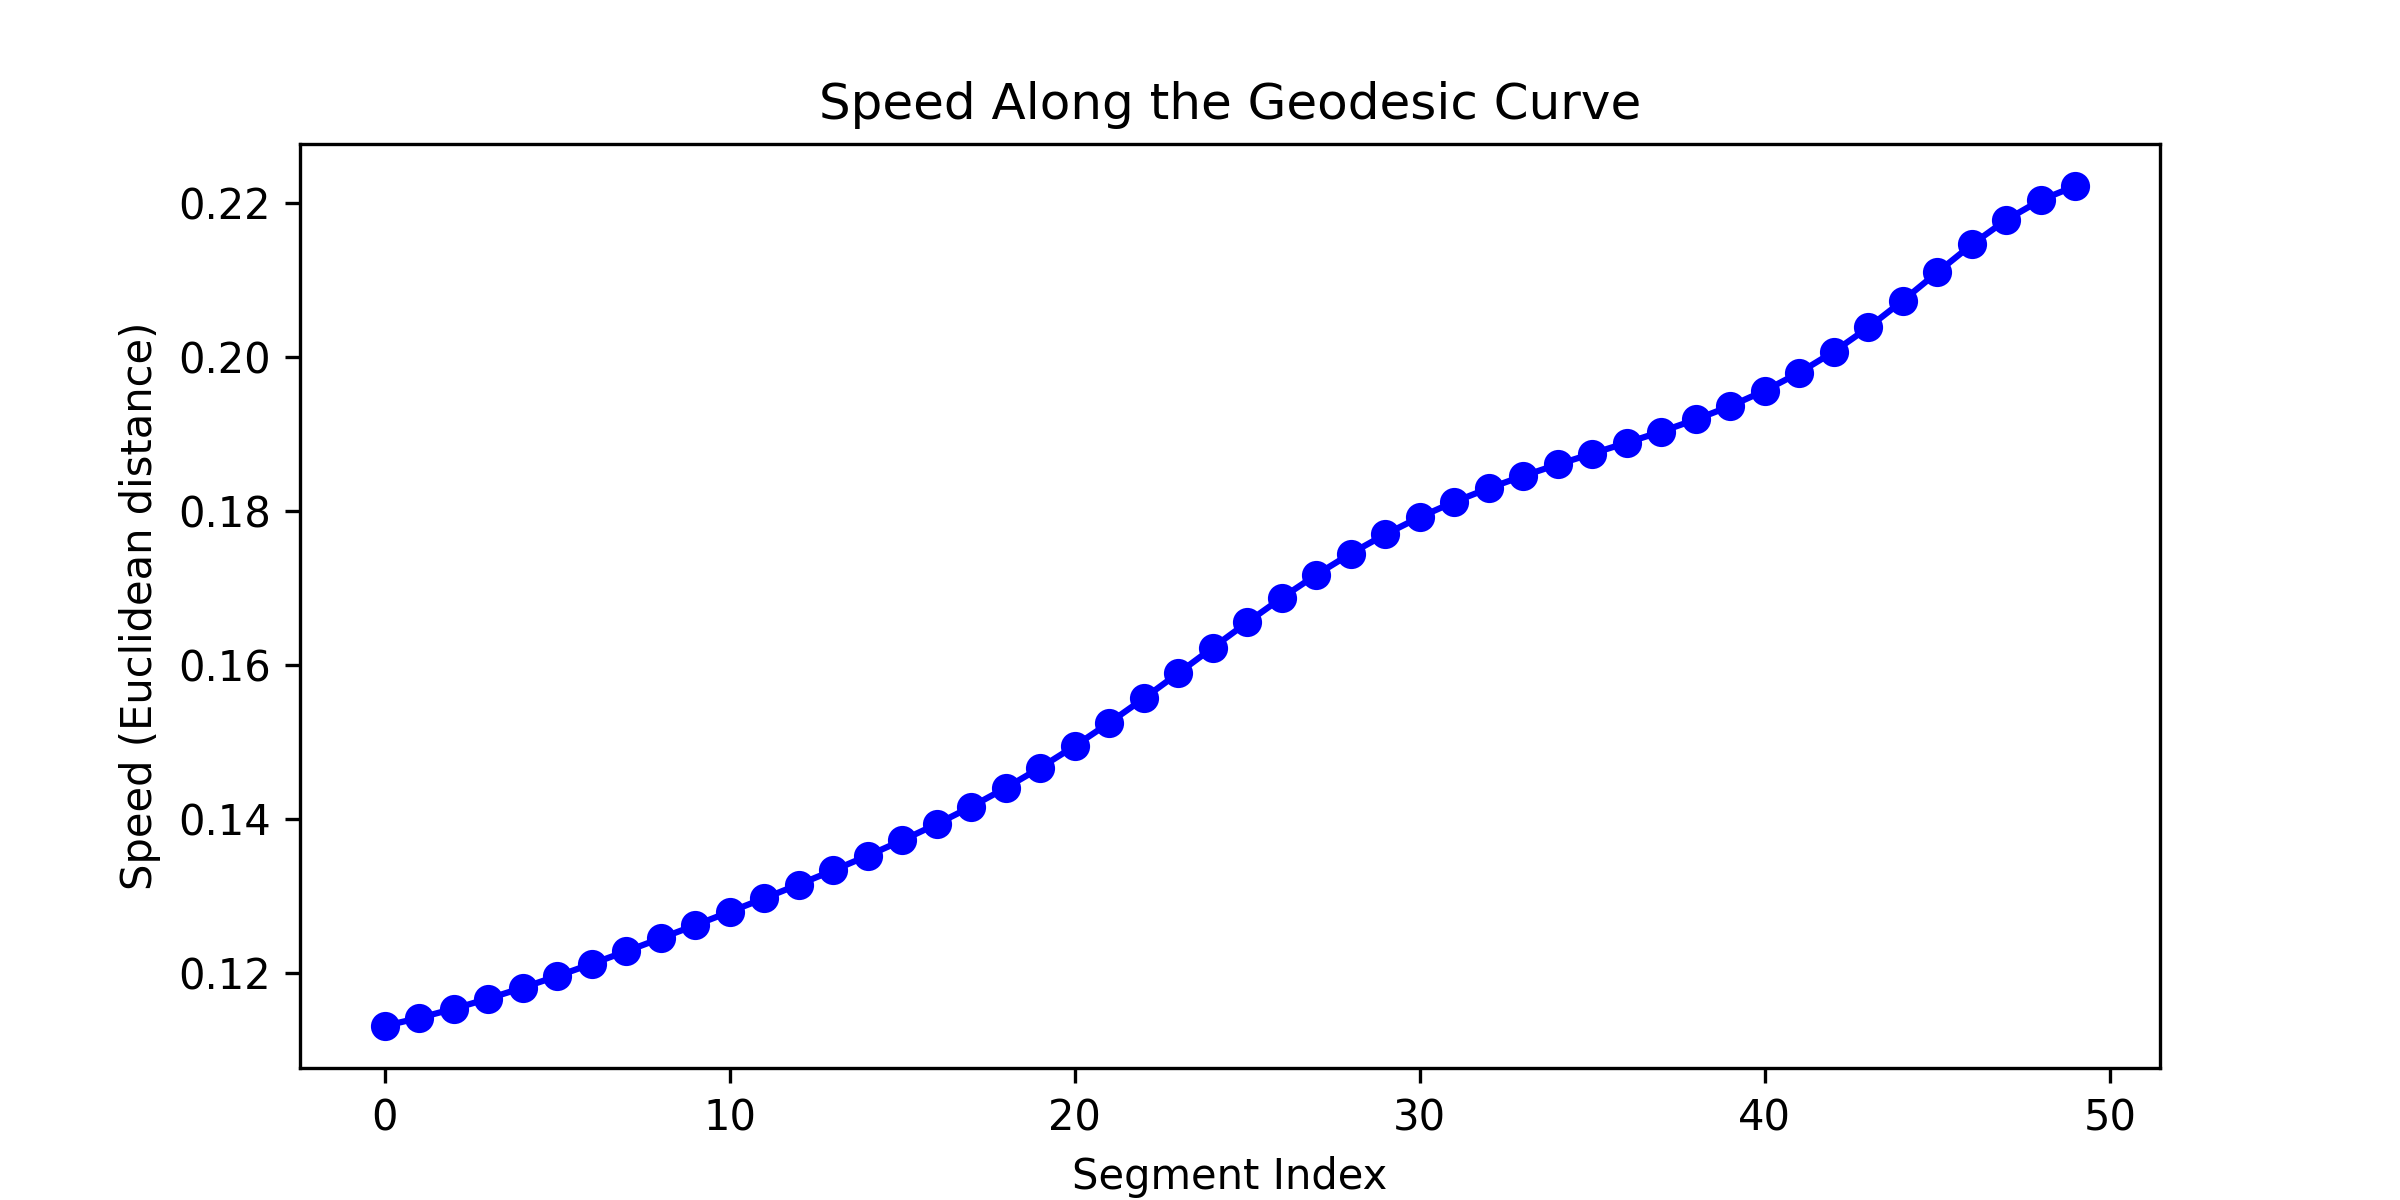 Speed Along the Geodesic Curve
Speed (Euclidean distance)
0.22
0.20
0.18
0.16
0.14
0.12
0 10 20 30 40 50
Segment Index